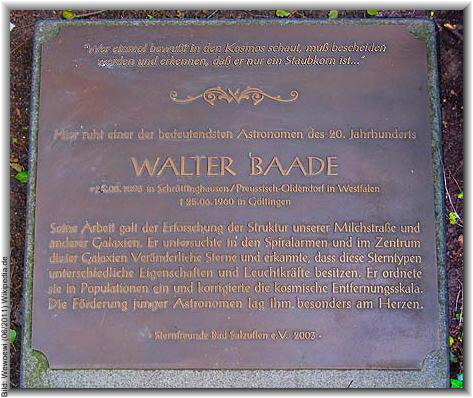 "Wer einmal bewußt in den Kosmos schaut, muß bescheiden
werden und erkennen, daß er nur ein Staubkorn ist..."
Hier ruht einer der bedeutendsten Astronomen des 20. Jahrhunderts
WALTER BAADE
in Schröttinghausen/Preussisch-Oldendorf in Westfalen
† 25.06.1960 in Göttingen
Seine Arbeit galt der Erforschung der Struktur unserer Milchstraße und
anderer Galaxien. Er untersuchte in den Spiralarmen und im Zentrum
dieser Galaxien Veränderliche Sterne und erkannte, dass diese Sterntypen
unterschiedliche Eigenschaften und Leuchtkräfte besitzen. Er ordnete
sie in Populationen ein und korrigierte die kosmische Entfernungsskala.
Die Förderung junger Astronomen lag ihm besonders am Herzen.
- Sternfreunde Bad Salzuflen e.V. 2003 -
Bild: Wewoewi (06/2011) Wikipedia.de